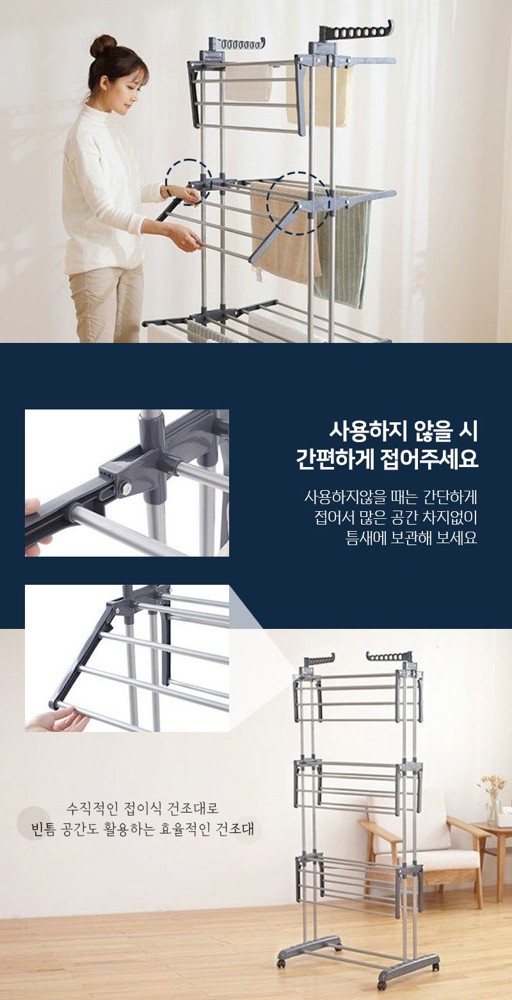 사용하지 않을 시
간편하게 접어주세요
사용하지않을 때는 간단하게
접어서 많은 공간 차지없이
틈새에 보관해 보세요
수직적인 접이식 건조대로
빈틈 공간도 활용하는 효율적인 건조대